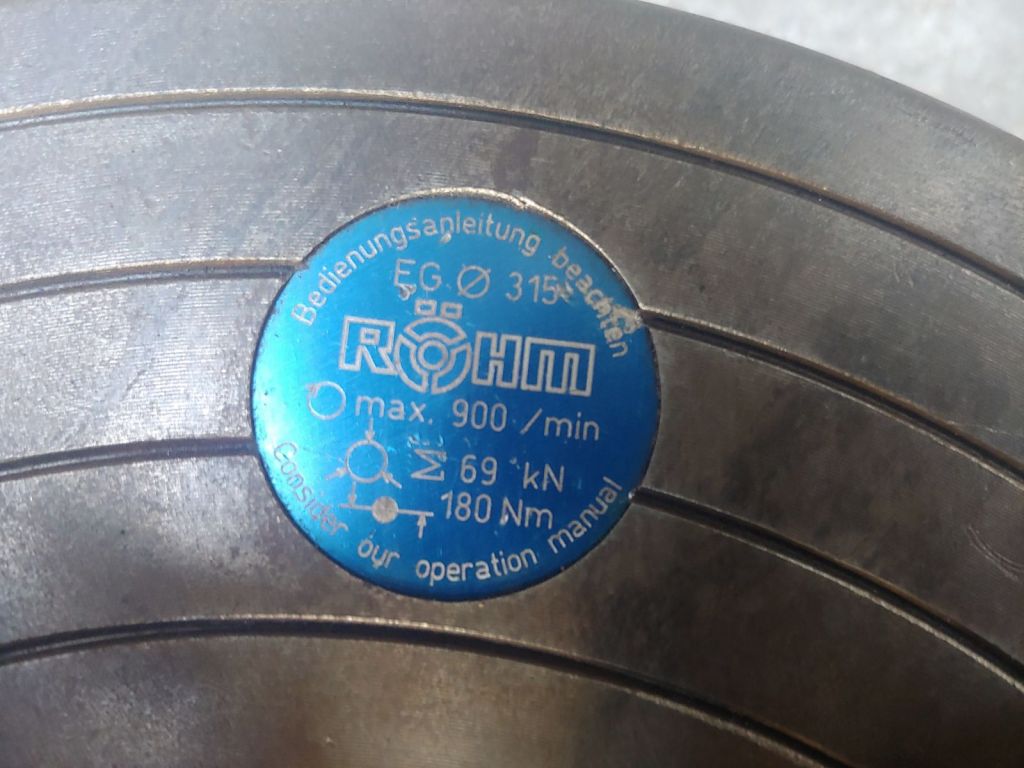 Bedienungsanleitung beachten
EG ∅ 315
RÖHM
max. 900 /min
69 kN
180 Nm
Consider our operation manual